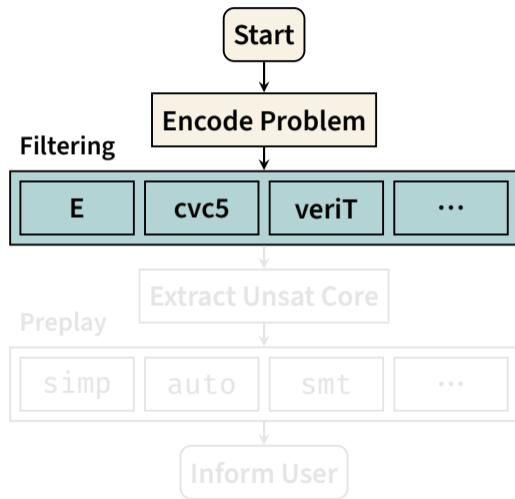 Start
Encode Problem
Filtering
E cvc5 veriT ...
Extract Unsat Core
Preplay
simp auto smt ...
Inform User